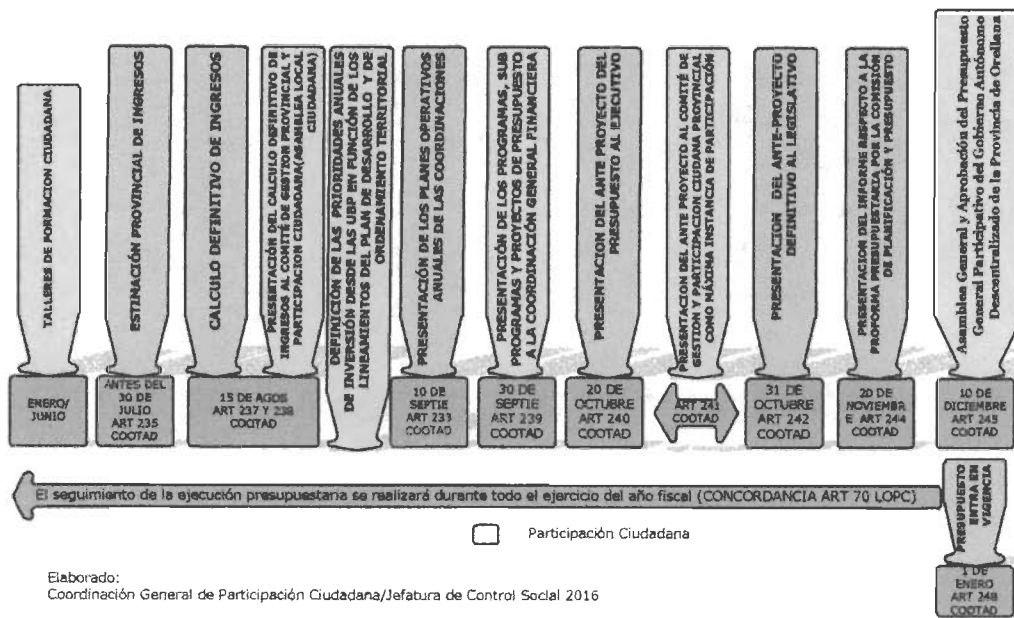 TALLERES DE FORMACION CIUDADANA
ENERO/
JUNIO
ESTINACIÓN PROVINCIAL DE INGRESOS
ANTES DEL
30 DE
JULIO
ART 235
COOTAD
CALCULO DEFINITIVO DE INGRESOS
PRESENTACIÓN DEL CALCULO DEFINITIVO DE
INGRESOS AL COMITÉ DE GESTION PROVINCIAL Y
PARTICIPACION CIUDADANA(ASAMBLEA LOCAL
CIUDADANA)
15 DE AGOS
ART 237 Y 238
COOTAD
DEFINICIÓN DE LAS PRIORIDADES ANUALES
DE INVERSIÓN DESDE LAS UBP EN FUNCIÓN DE LOS
LINEAMIENTOS DEL PLAN DE DESARROLLO Y DE
ORDENAMIENTO TERRITORIAL
PRESENTACIÓN DE LOS PLANES OPERATIVOS
ANUALES DE LAS COORDINACIONES
10 DE
SEPTIE
ART 233
COOTAD
PRESENTACIÓN DE LOS PROGRAMAS, SUB
PROGRAMAS Y PROYECTOS DE PRESUPUESTO
A LA COORDINACIÓN GENERAL FINANCIERA
30 DE
SEPTIE
ART 239
COOTAD
PRESENTACION DEL ANTE PROYECTO DEL
PRESUPUESTO AL EJECUTIVO
20 DE
OCTUBRE
ART 240
COOTAD
PRESENTACION DEL ANTE PROYECTO AL COMITÉ DE
GESTION Y PARTICIPACION CIUDADANA PROVINCIAL
COMO MÁXIMA INSTANCIA DE PARTICIPACIÓN
ART 241
COOTAD
PRESENTACIÓN DEL ANTE-PROYECTO
DEFINITIVO AL LEGISLATIVO
31 DE
OCTUBRE
ART 242
COOTAD
PRESENTACION DEL INFORME RESPECTO A LA
PROFORMA PRESUPUESTARIA POR LA COMISIÓN
DE PLANIFICACIÓN Y PRESUPUESTO
20 DE
NOVIEMBR
E ART 244
COOTAD
Asamblea General y Aprobación del Presupuesto
General Participativo del Gobierno Autónomo
Descentralizado de la Provincia de Orellana
10 DE
DICIEMBRE
ART 245
COOTAD
El seguimiento de la ejecución presupuestaria se realizará durante todo el ejercicio del año fiscal (CONCORDANCIA ART 70 LOPC)
PRESUPUESTO
ENTRA EN
VIGENCIA
1 DE
ENERO
ART 248
COOTAD
Participación Ciudadana
Elaborado:
Coordinación General de Participación Ciudadana/Jefatura de Control Social 2016